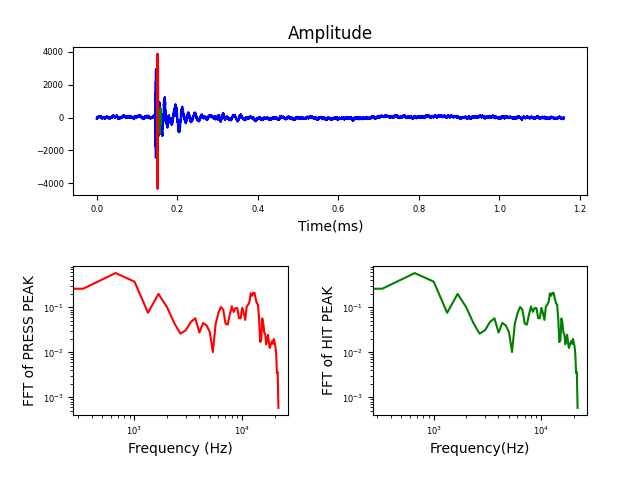 Amplitude
4000
2000
0
−2000
−4000
0.0 0.2 0.4 0.6 0.8 1.0 1.2
Time(ms)
FFT of PRESS PEAK
10⁻¹
10⁻²
10⁻³
10³ 10⁴
Frequency (Hz)
FFT of HIT PEAK
10⁻¹
10⁻²
10⁻³
10³ 10⁴
Frequency(Hz)